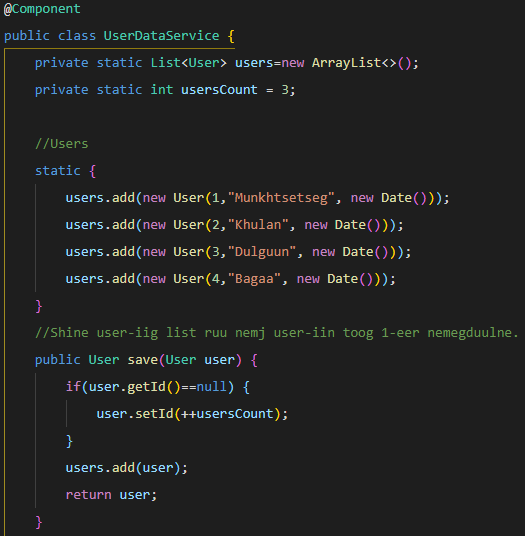 @Component
public class UserDataService {
private static List<User> users=new ArrayList<>();
private static int usersCount = 3;
//Users
static {
users.add(new User(1,"Munkhtsetseg", new Date()));
users.add(new User(2,"Khulan", new Date()));
users.add(new User(3,"Dulguun", new Date()));
users.add(new User(4,"Bagaa", new Date()));
}
//Shine user-iig list ruu nemj user-iin toog 1-eer nemegduulne.
public User save(User user) {
if(user.getId()==null) {
user.setId(++usersCount);
}
users.add(user);
return user;
}